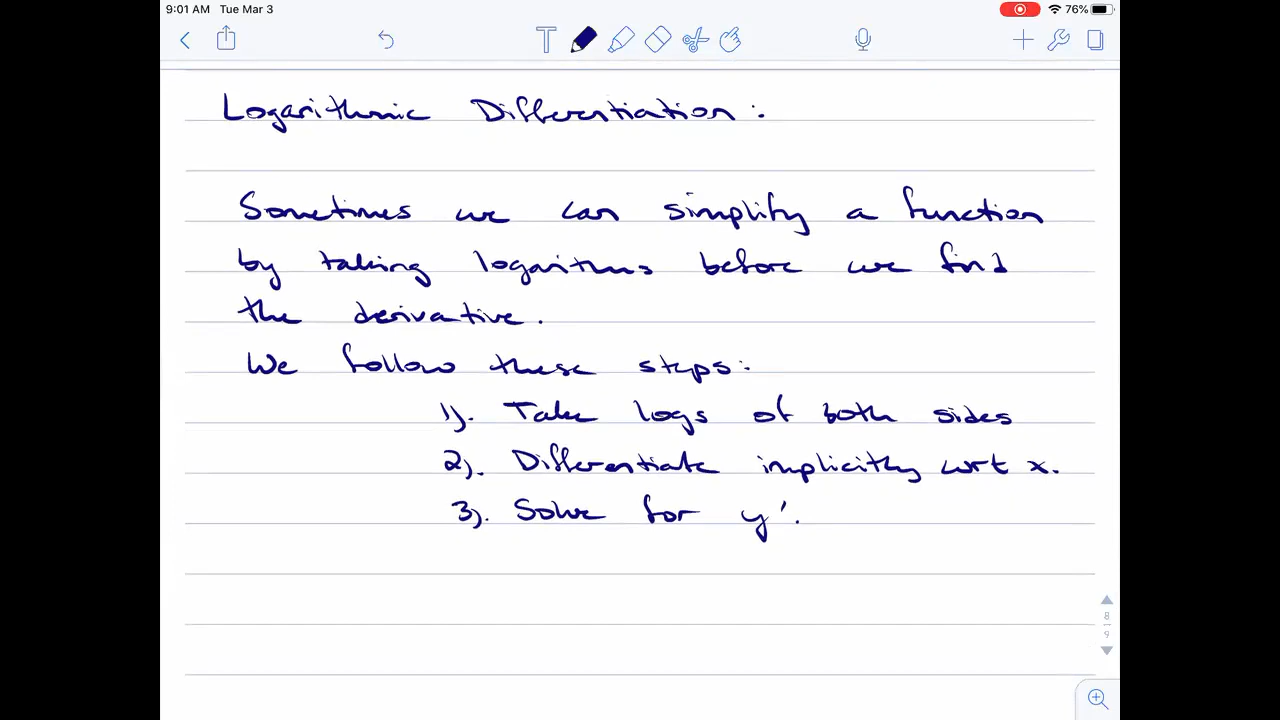 9:01 AM Tue Mar 3
76%
Logarithmic Differentiation:
Sometimes we can simplify a function
by taking logarithms before we find
the derivative.
We follow these steps:
1). Take logs of both sides
2). Differentiate implicitly wrt x.
3). Solve for y'.
8
9